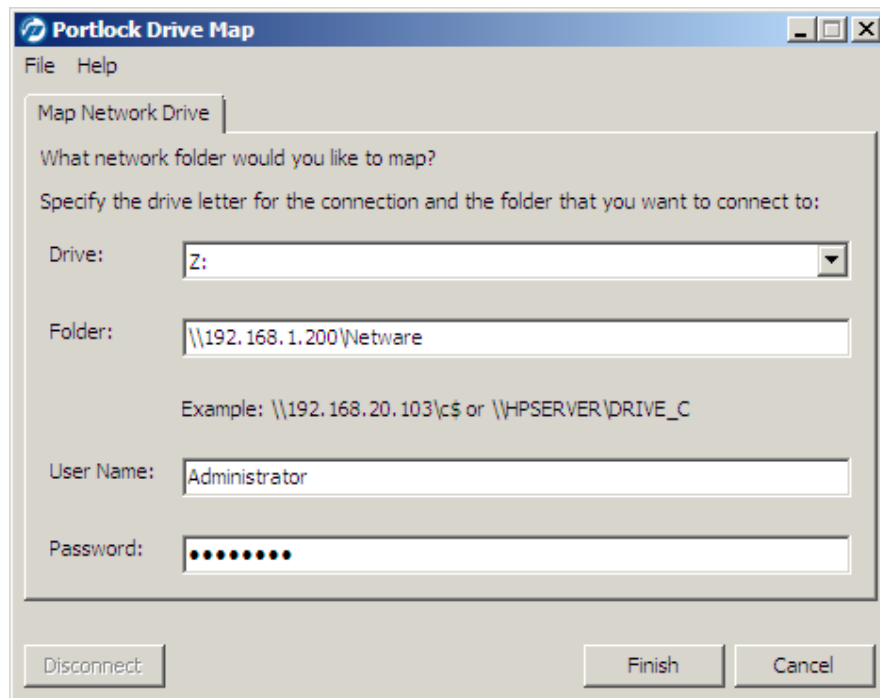 Portlock Drive Map
File Help
Map Network Drive
What network folder would you like to map?
Specify the drive letter for the connection and the folder that you want to connect to:
Drive: Z:
Folder: \\192.168.1.200\Netware
Example: \\192.168.20.103\c$ or \\HPSERVER\DRIVE_C
User Name: Administrator
Password: ••••••••
Disconnect Finish Cancel